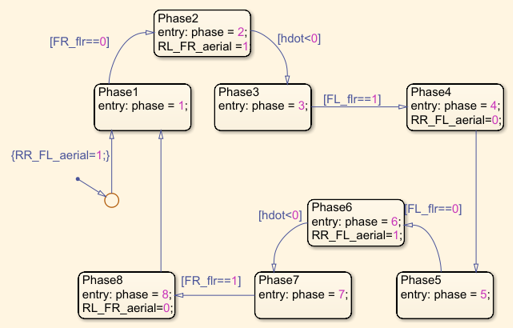 Phase2
entry: phase = 2;
RL_FR_aerial =1;
[FR_flr==0]
[hdot<0]
Phase1
entry: phase = 1;
Phase3
entry: phase = 3;
[FL_flr==1]
Phase4
entry: phase = 4;
RR_FL_aerial=0;
{RR_FL_aerial=1;}
Phase6
entry: phase = 6;
RR_FL_aerial=1;
[FL_flr==0]
[hdot<0]
Phase8
entry: phase = 8;
RL_FR_aerial=0;
[FR_flr==1]
Phase7
entry: phase = 7;
Phase5
entry: phase = 5;